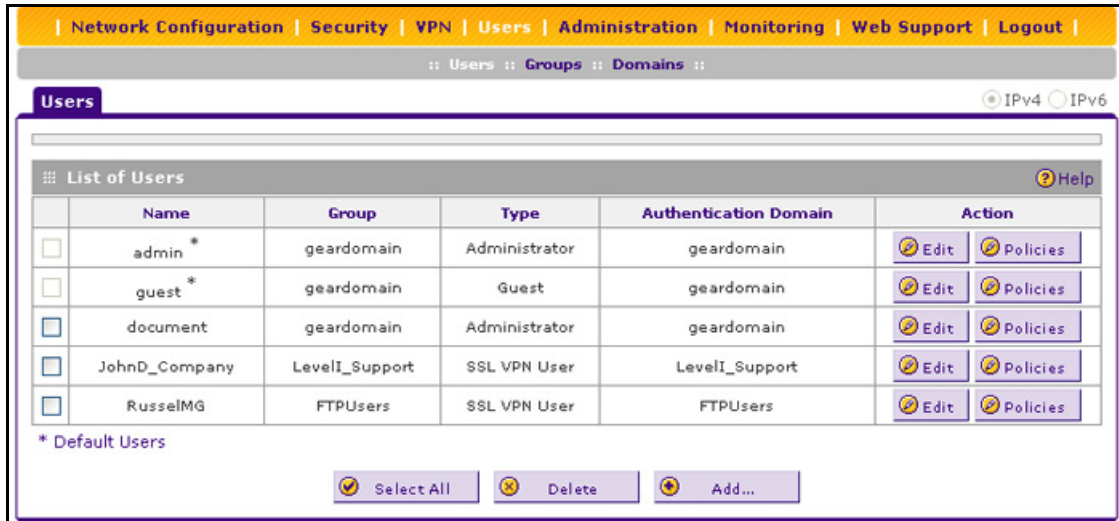 | Network Configuration | Security | VPN | Users | Administration | Monitoring | Web Support | Logout |
:: Users :: Groups :: Domains ::
Users IPv4 IPv6
List of Users Help
Name Group Type Authentication Domain Action
admin * geardomain Administrator geardomain Edit Policies
guest * geardomain Guest geardomain Edit Policies
document geardomain Administrator geardomain Edit Policies
JohnD_Company LevelI_Support SSL VPN User LevelI_Support Edit Policies
RusselMG FTPUsers SSL VPN User FTPUsers Edit Policies
* Default Users
Select All Delete Add...